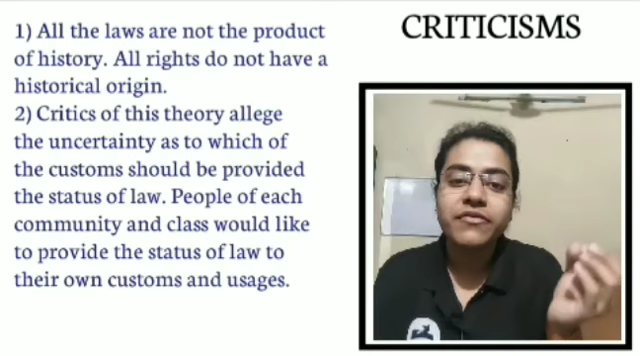 CRITICISMS
1) All the laws are not the product
of history. All rights do not have a
historical origin.
2) Critics of this theory allege
the uncertainty as to which of
the customs should be provided
the status of law. People of each
community and class would like
to provide the status of law to
their own customs and usages.